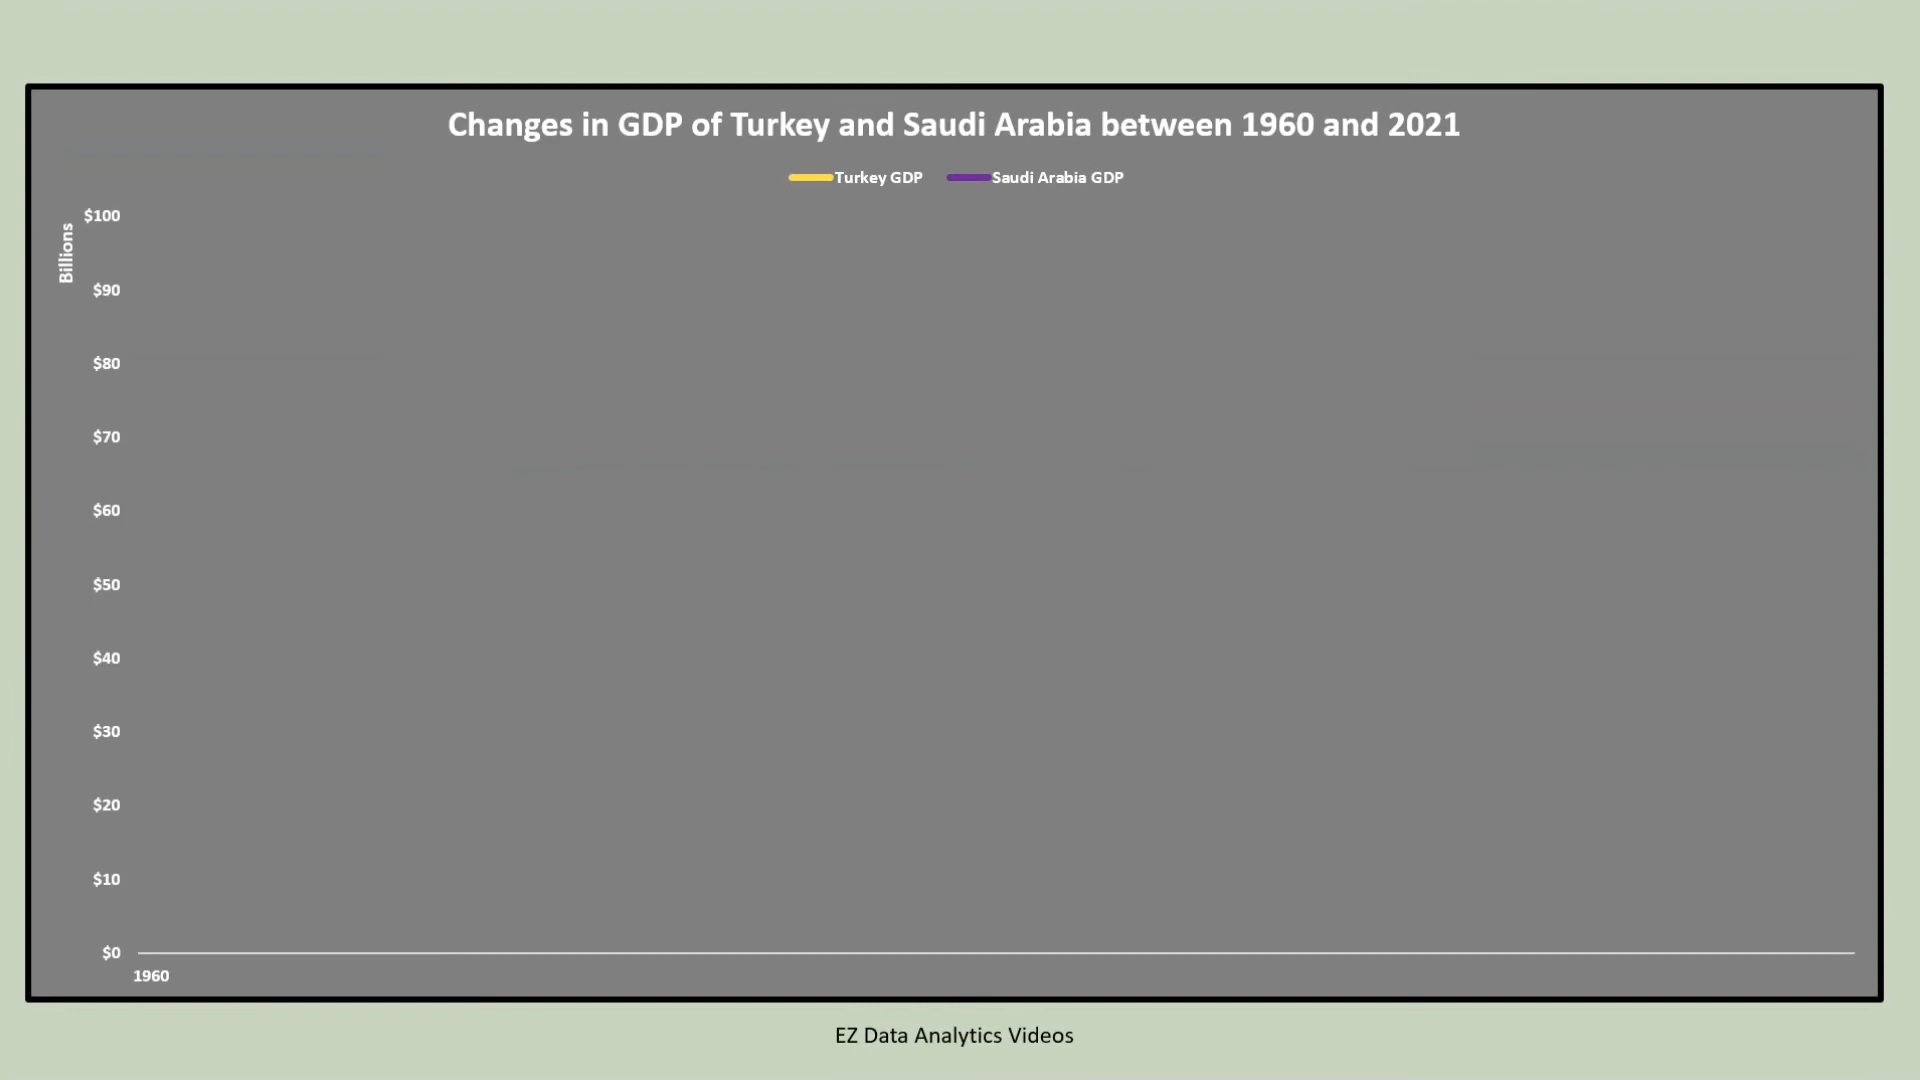 Changes in GDP of Turkey and Saudi Arabia between 1960 and 2021
Turkey GDP
Saudi Arabia GDP
Billions
$100
$90
$80
$70
$60
$50
$40
$30
$20
$10
$0
1960
EZ Data Analytics Videos